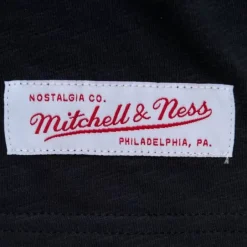 NOSTALGIA CO.
Mitchell & Ness
PHILADELPHIA, PA.